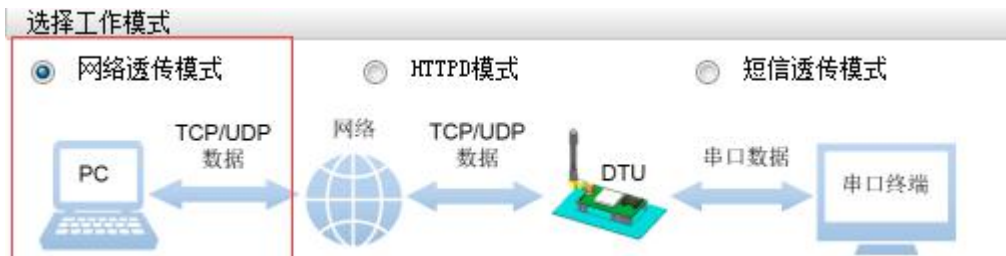 选择工作模式
网络透传模式 HTTPD模式 短信透传模式
TCP/UDP 网络 TCP/UDP
数据 数据 串口数据
PC DTU 串口终端